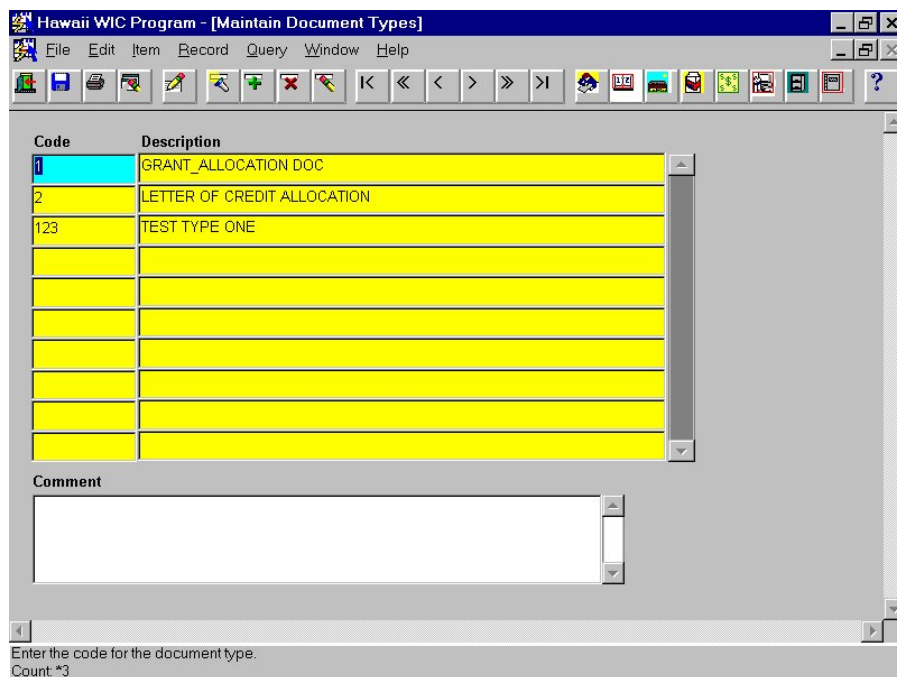 Hawaii WIC Program - [Maintain Document Types]
File Edit Item Record Query Window Help
Code Description
1 GRANT_ALLOCATION DOC
2 LETTER OF CREDIT ALLOCATION
123 TEST TYPE ONE
Comment
Enter the code for the document type.
Count: *3